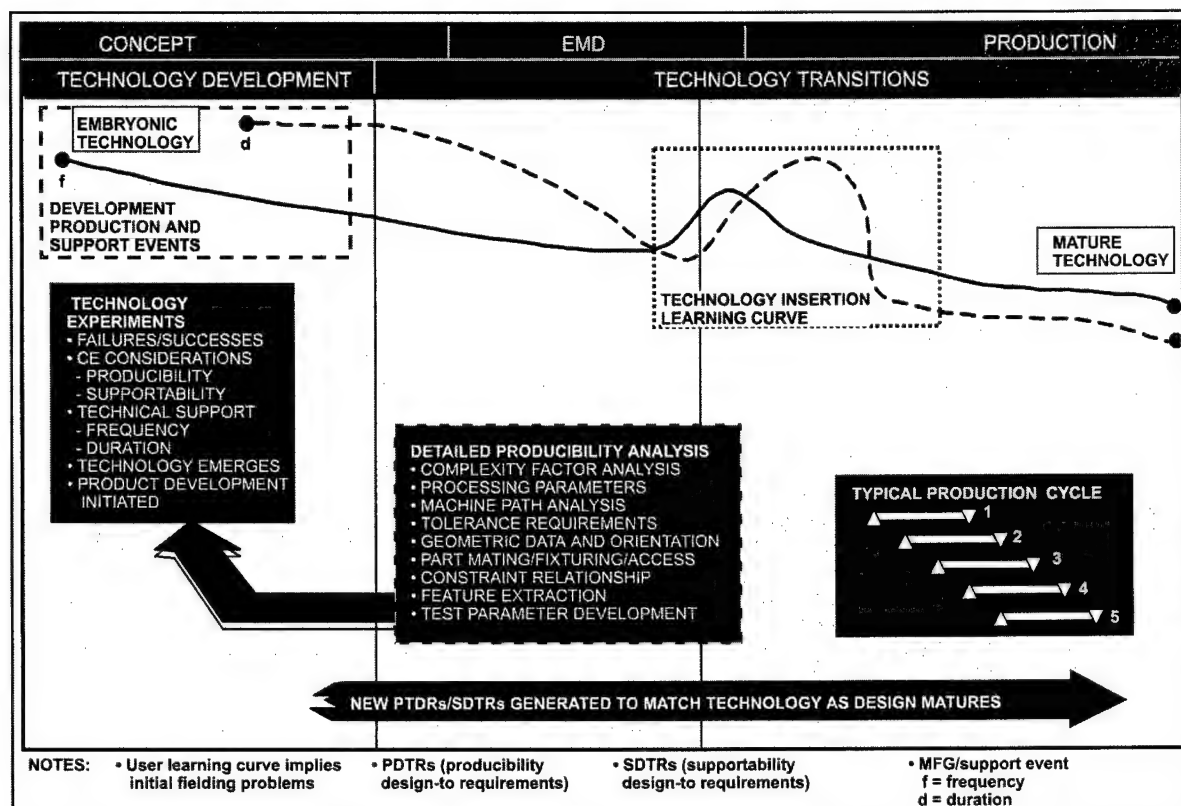 CONCEPT
EMD
PRODUCTION
TECHNOLOGY DEVELOPMENT
TECHNOLOGY TRANSITIONS
EMBRYONIC
TECHNOLOGY
d
f
DEVELOPMENT
PRODUCTION AND
SUPPORT EVENTS
MATURE
TECHNOLOGY
TECHNOLOGY INSERTION
LEARNING CURVE
TECHNOLOGY
EXPERIMENTS
• FAILURES/SUCCESSES
• CE CONSIDERATIONS
- PRODUCIBILITY
- SUPPORTABILITY
• TECHNICAL SUPPORT
- FREQUENCY
- DURATION
• TECHNOLOGY EMERGES
• PRODUCT DEVELOPMENT
INITIATED
DETAILED PRODUCIBILITY ANALYSIS
• COMPLEXITY FACTOR ANALYSIS
• PROCESSING PARAMETERS
• MACHINE PATH ANALYSIS
• TOLERANCE REQUIREMENTS
• GEOMETRIC DATA AND ORIENTATION
• PART MATING/FIXTURING/ACCESS
• CONSTRAINT RELATIONSHIP
• FEATURE EXTRACTION
• TEST PARAMETER DEVELOPMENT
TYPICAL PRODUCTION CYCLE
1
2
3
4
5
NEW PTDRs/SDTRs GENERATED TO MATCH TECHNOLOGY AS DESIGN MATURES
NOTES:
• User learning curve implies
initial fielding problems
• PDTRs (producibility
design-to requirements)
• SDTRs (supportability
design-to requirements)
• MFG/support event
f = frequency
d = duration